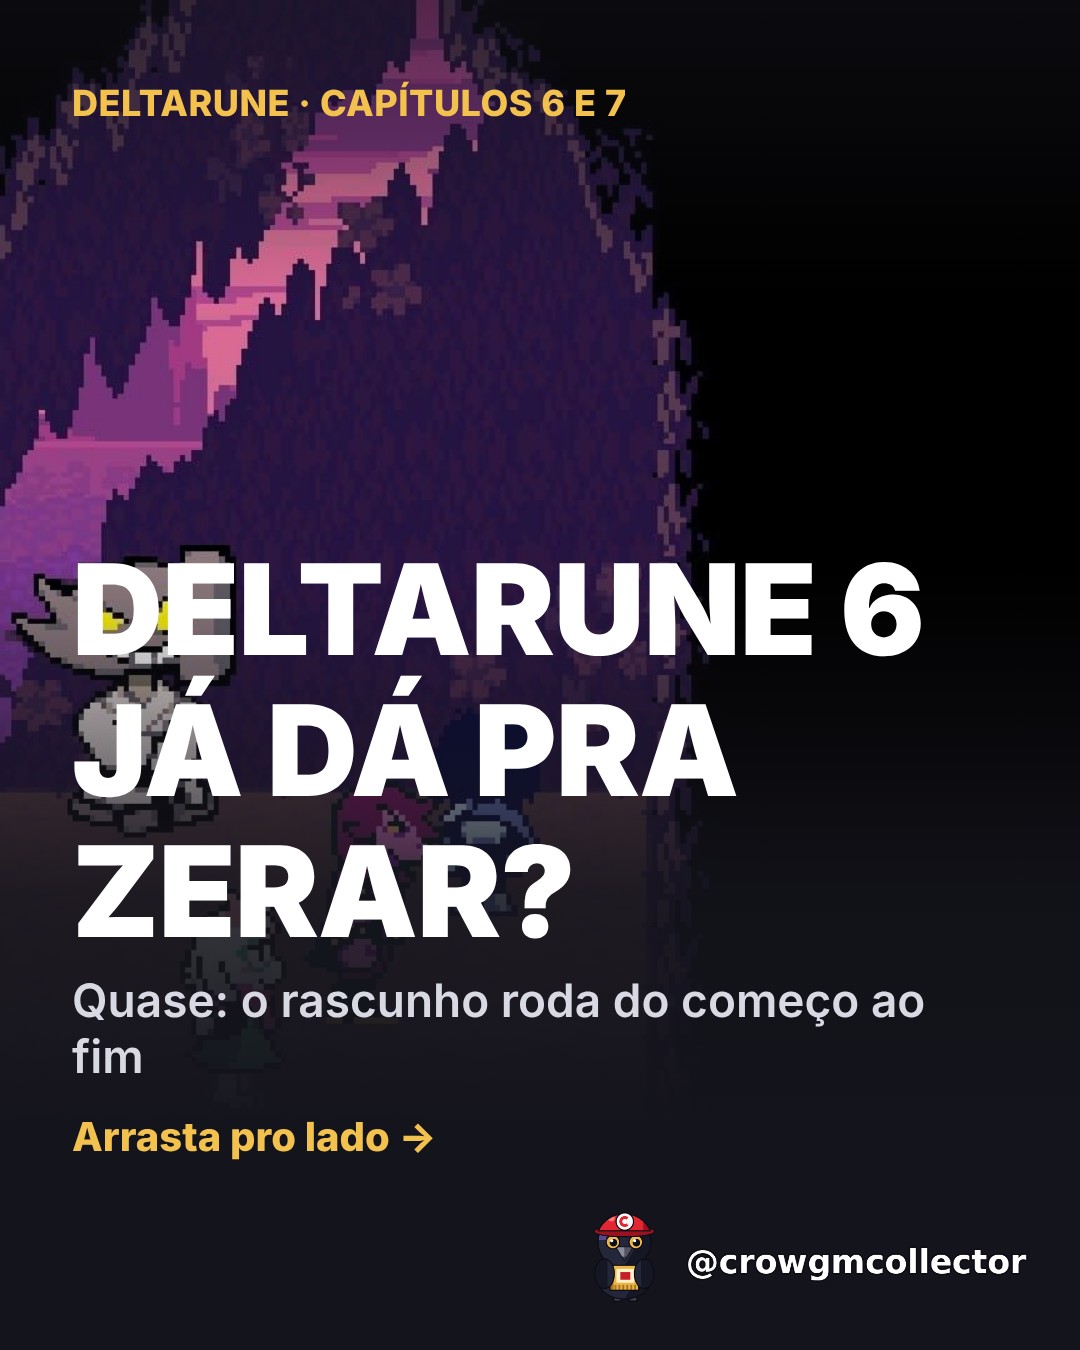 DELTARUNE · CAPÍTULOS 6 E 7
DELTARUNE 6
JÁ DÁ PRA
ZERAR?
Quase: o rascunho roda do começo ao
fim
Arrasta pro lado →
C
@crowgmcollector